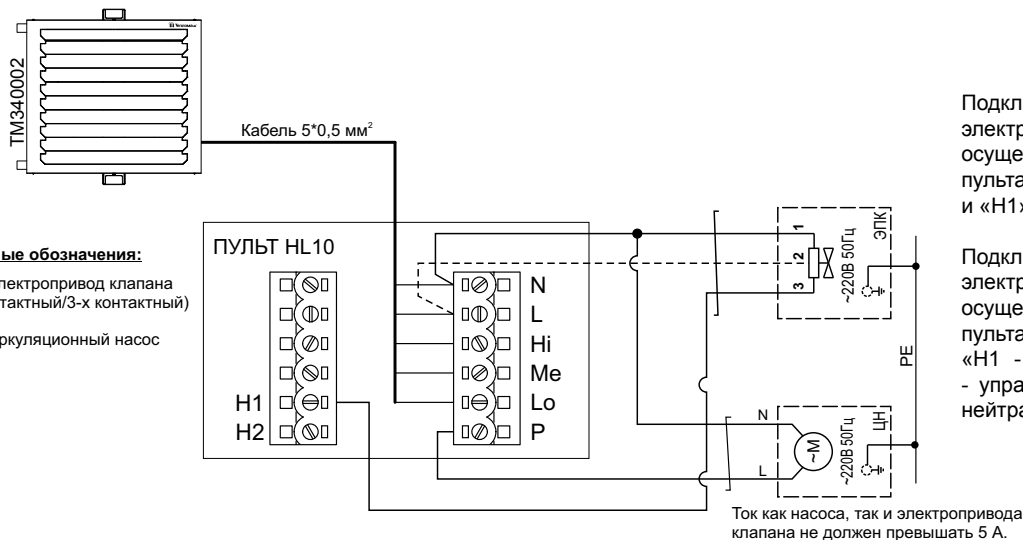 TM340002
Кабель 5*0,5 мм²
ные обозначения:
лектропривод клапана
тактный/3-х контактный)
ркуляционный насос
ПУЛЬТ HL10
N
L
Hi
Me
Lo
P
H1
H2
1
2
3
~220В 50Гц
ЭПК
PE
N
L
~М
~220В 50Гц
ЦН
Ток как насоса, так и электропривода
клапана не должен превышать 5 А.
Подкл
электр
осуще
пульта
и «Н1»
Подкл
электр
осуще
пульта
«Н1 -
- упра
нейтра